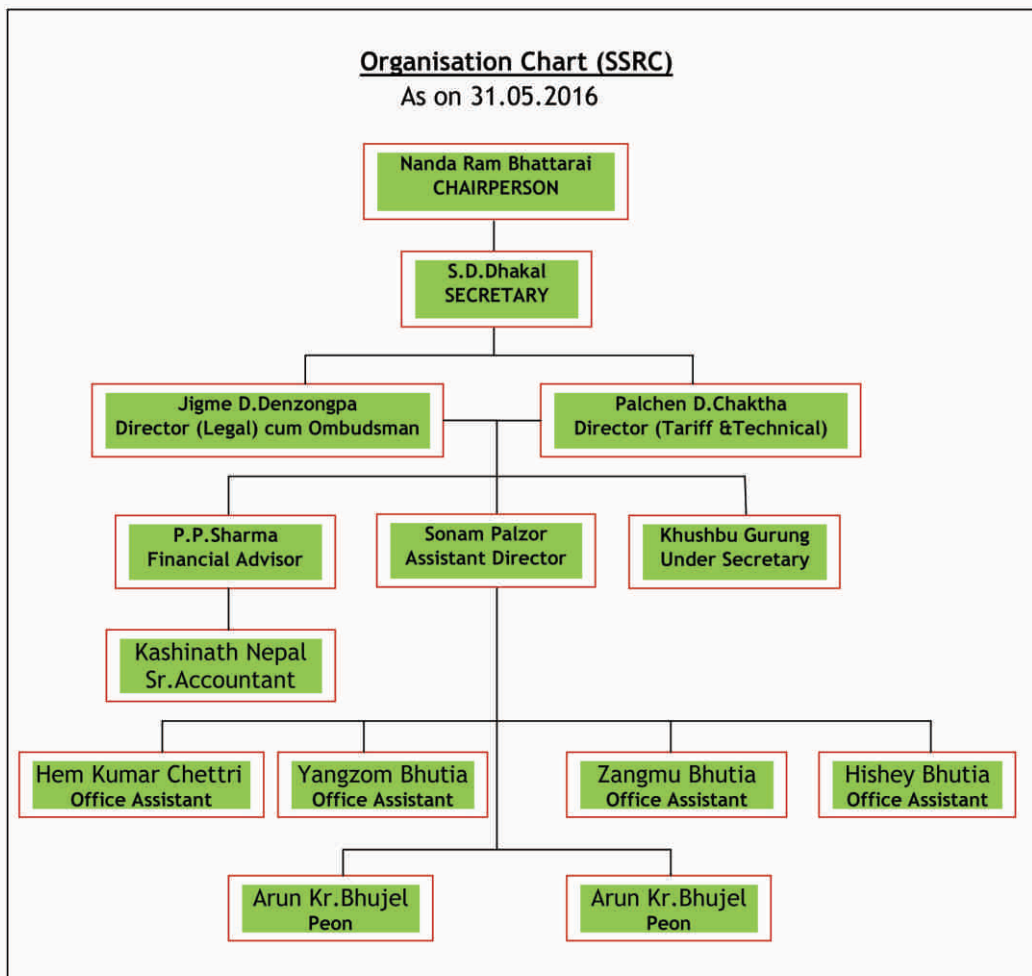 Organisation Chart (SSRC)
As on 31.05.2016
Nanda Ram Bhattarai
CHAIRPERSON
S.D.Dhakal
SECRETARY
Jigme D.Denzongpa
Director (Legal) cum Ombudsman
Palchen D.Chaktha
Director (Tariff &Technical)
P.P.Sharma
Financial Advisor
Sonam Palzor
Assistant Director
Khushbu Gurung
Under Secretary
Kashinath Nepal
Sr.Accountant
Hem Kumar Chettri
Office Assistant
Yangzom Bhutia
Office Assistant
Zangmu Bhutia
Office Assistant
Hishey Bhutia
Office Assistant
Arun Kr.Bhujel
Peon
Arun Kr.Bhujel
Peon